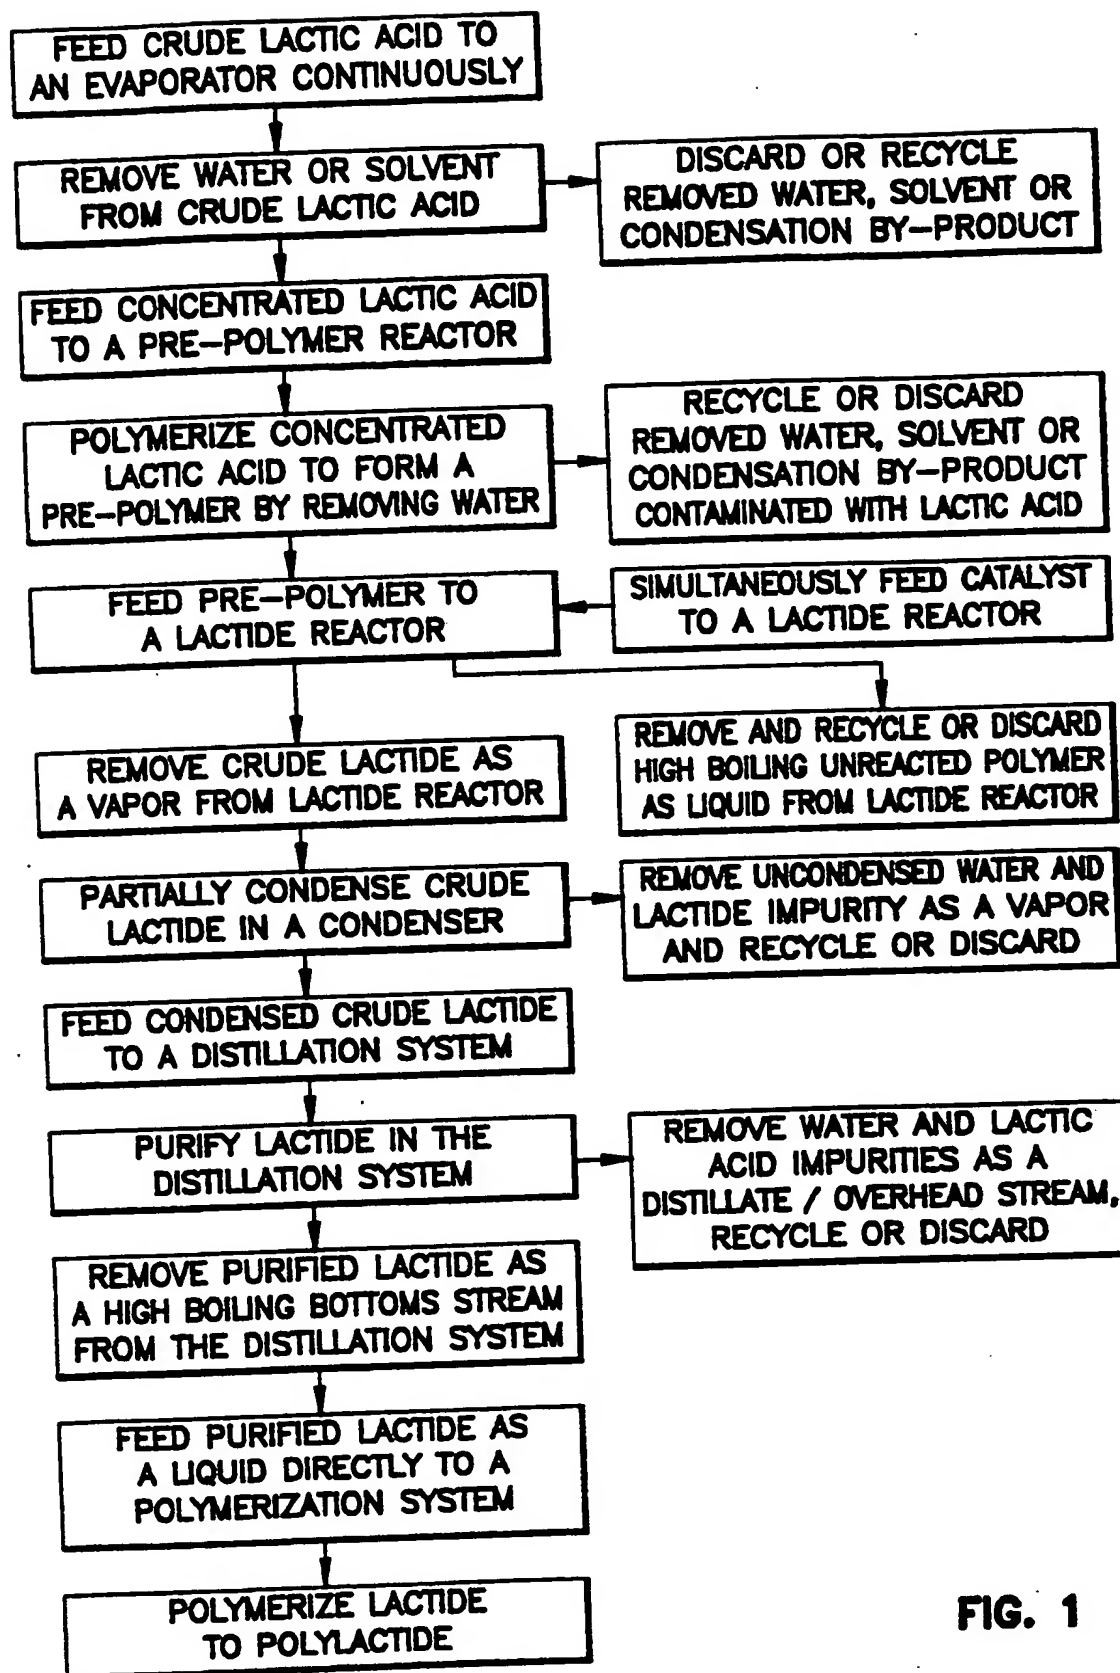 FEED CRUDE LACTIC ACID TO
AN EVAPORATOR CONTINUOUSLY
REMOVE WATER OR SOLVENT
FROM CRUDE LACTIC ACID
DISCARD OR RECYCLE
REMOVED WATER, SOLVENT OR
CONDENSATION BY-PRODUCT
FEED CONCENTRATED LACTIC ACID
TO A PRE-POLYMER REACTOR
POLYMERIZE CONCENTRATED
LACTIC ACID TO FORM A
PRE-POLYMER BY REMOVING WATER
RECYCLE OR DISCARD
REMOVED WATER, SOLVENT OR
CONDENSATION BY-PRODUCT
CONTAMINATED WITH LACTIC ACID
FEED PRE-POLYMER TO
A LACTIDE REACTOR
SIMULTANEOUSLY FEED CATALYST
TO A LACTIDE REACTOR
REMOVE AND RECYCLE OR DISCARD
HIGH BOILING UNREACTED POLYMER
AS LIQUID FROM LACTIDE REACTOR
REMOVE CRUDE LACTIDE AS
A VAPOR FROM LACTIDE REACTOR
PARTIALLY CONDENSE CRUDE
LACTIDE IN A CONDENSER
REMOVE UNCONDENSED WATER AND
LACTIDE IMPURITY AS A VAPOR
AND RECYCLE OR DISCARD
FEED CONDENSED CRUDE LACTIDE
TO A DISTILLATION SYSTEM
PURIFY LACTIDE IN THE
DISTILLATION SYSTEM
REMOVE WATER AND LACTIC
ACID IMPURITIES AS A
DISTILLATE / OVERHEAD STREAM,
RECYCLE OR DISCARD
REMOVE PURIFIED LACTIDE AS
A HIGH BOILING BOTTOMS STREAM
FROM THE DISTILLATION SYSTEM
FEED PURIFIED LACTIDE AS
A LIQUID DIRECTLY TO A
POLYMERIZATION SYSTEM
POLYMERIZE LACTIDE
TO POLYLACTIDE
FIG. 1